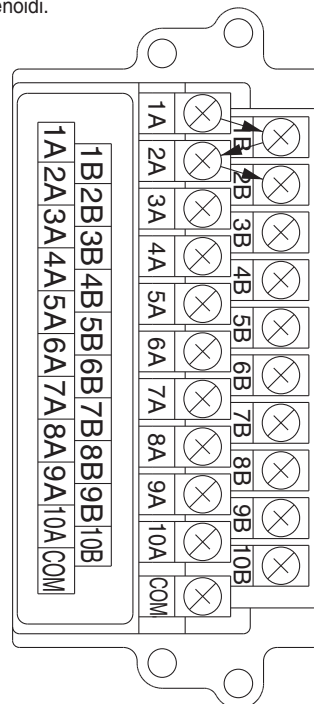 enoidi.
1B 2B 3B 4B 5B 6B 7B 8B 9B 10B
1A 2A 3A 4A 5A 6A 7A 8A 9A 10A COM
1B 2B 3B 4B 5B 6B 7B 8B 9B 10B
1A 2A 3A 4A 5A 6A 7A 8A 9A 10A COM